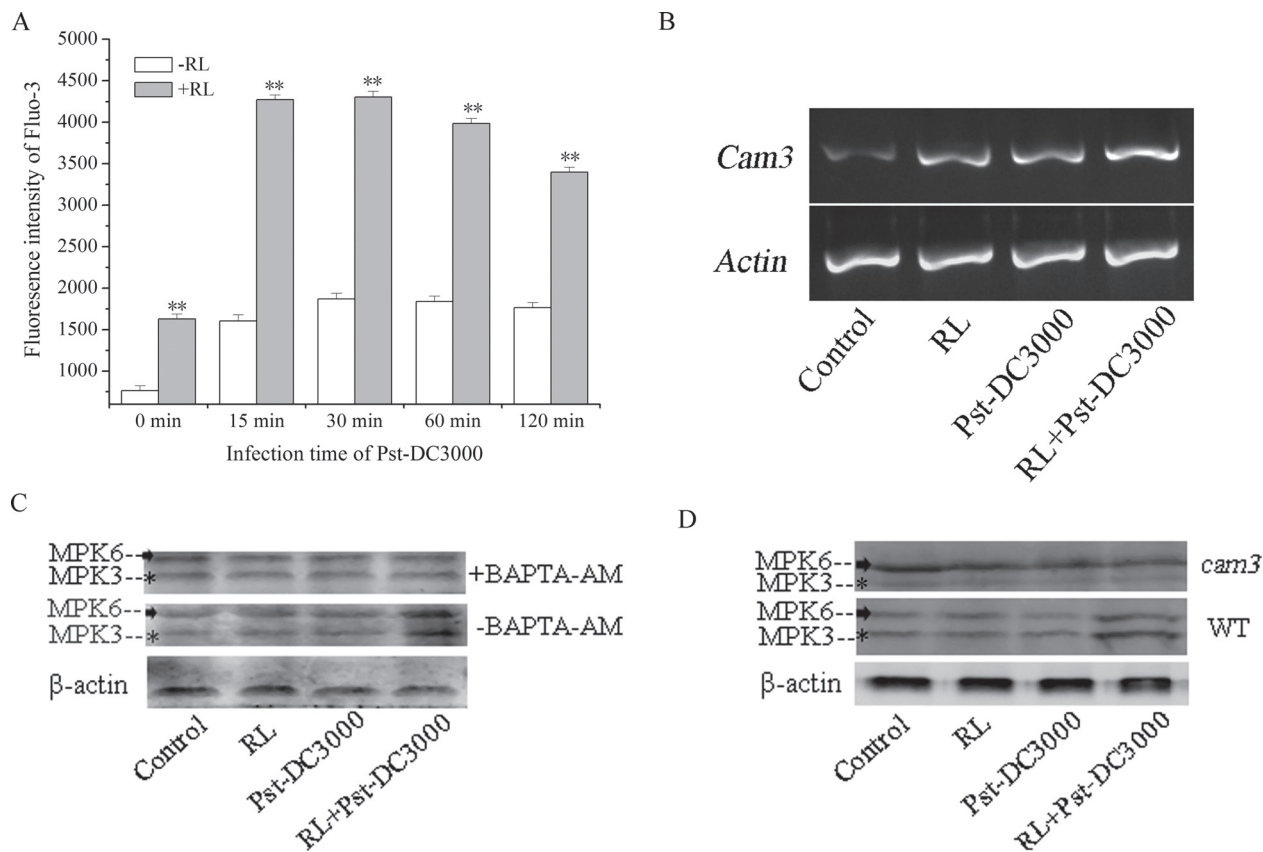 A
5000
4500
4000
3500
3000
2500
2000
1500
1000
Fluoresence intensity of Fluo-3
-RL
+RL
**
**
**
**
**
0 min 15 min 30 min 60 min 120 min
Infection time of Pst-DC3000
B
Cam3
Actin
Control
RL
Pst-DC3000
RL+Pst-DC3000
C
MPK6--
MPK3--* +BAPTA-AM
MPK6--
MPK3--* -BAPTA-AM
β-actin
Control
RL
Pst-DC3000
RL+Pst-DC3000
D
MPK6-- cam3
MPK3--*
MPK6-- WT
MPK3--*
β-actin
Control
RL
Pst-DC3000
RL+Pst-DC3000